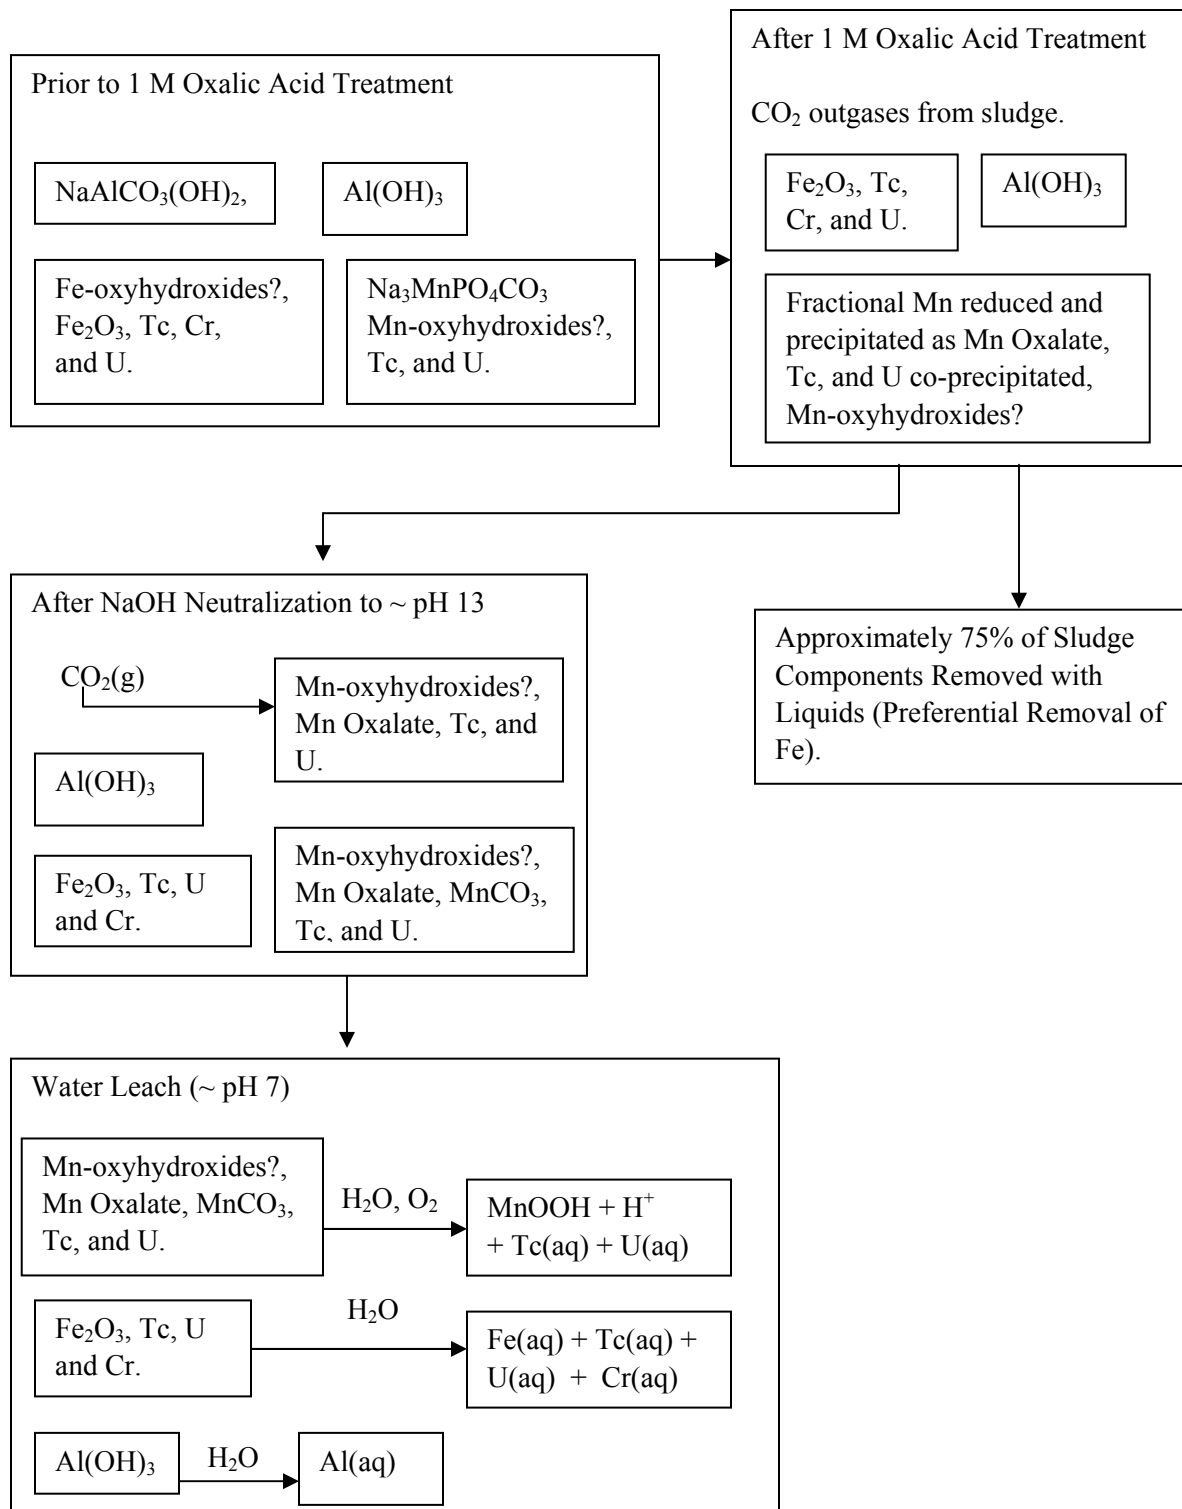 Prior to 1 M Oxalic Acid Treatment
NaAlCO₃(OH)₂,
Al(OH)₃
Fe-oxyhydroxides?,
Fe₂O₃, Tc, Cr,
and U.
Na₃MnPO₄CO₃
Mn-oxyhydroxides?,
Tc, and U.
After 1 M Oxalic Acid Treatment
CO₂ outgases from sludge.
Fe₂O₃, Tc,
Cr, and U.
Al(OH)₃
Fractional Mn reduced and
precipitated as Mn Oxalate,
Tc, and U co-precipitated,
Mn-oxyhydroxides?
After NaOH Neutralization to ~ pH 13
CO₂(g)
Mn-oxyhydroxides?,
Mn Oxalate, Tc, and
U.
Al(OH)₃
Fe₂O₃, Tc, U
and Cr.
Mn-oxyhydroxides?,
Mn Oxalate, MnCO₃,
Tc, and U.
Approximately 75% of Sludge
Components Removed with
Liquids (Preferential Removal of
Fe).
Water Leach (~ pH 7)
Mn-oxyhydroxides?,
Mn Oxalate, MnCO₃,
Tc, and U.
H₂O, O₂
MnOOH + H⁺
+ Tc(aq) + U(aq)
Fe₂O₃, Tc, U
and Cr.
H₂O
Fe(aq) + Tc(aq) +
U(aq) + Cr(aq)
Al(OH)₃
H₂O
Al(aq)